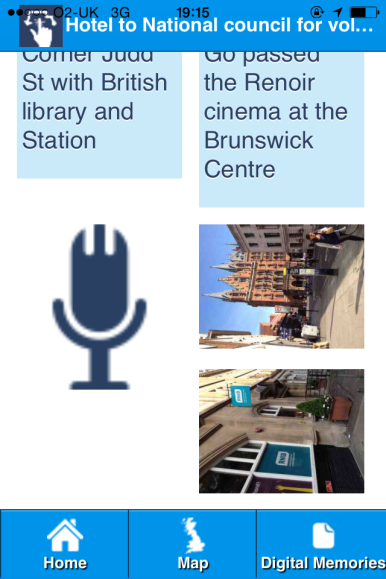 O2-UK 3G
19:15
Hotel to National council for vol...
Corner Judd
St with British
library and
Station
Go passed
the Renoir
cinema at the
Brunswick
Centre
Home
Map
Digital Memories